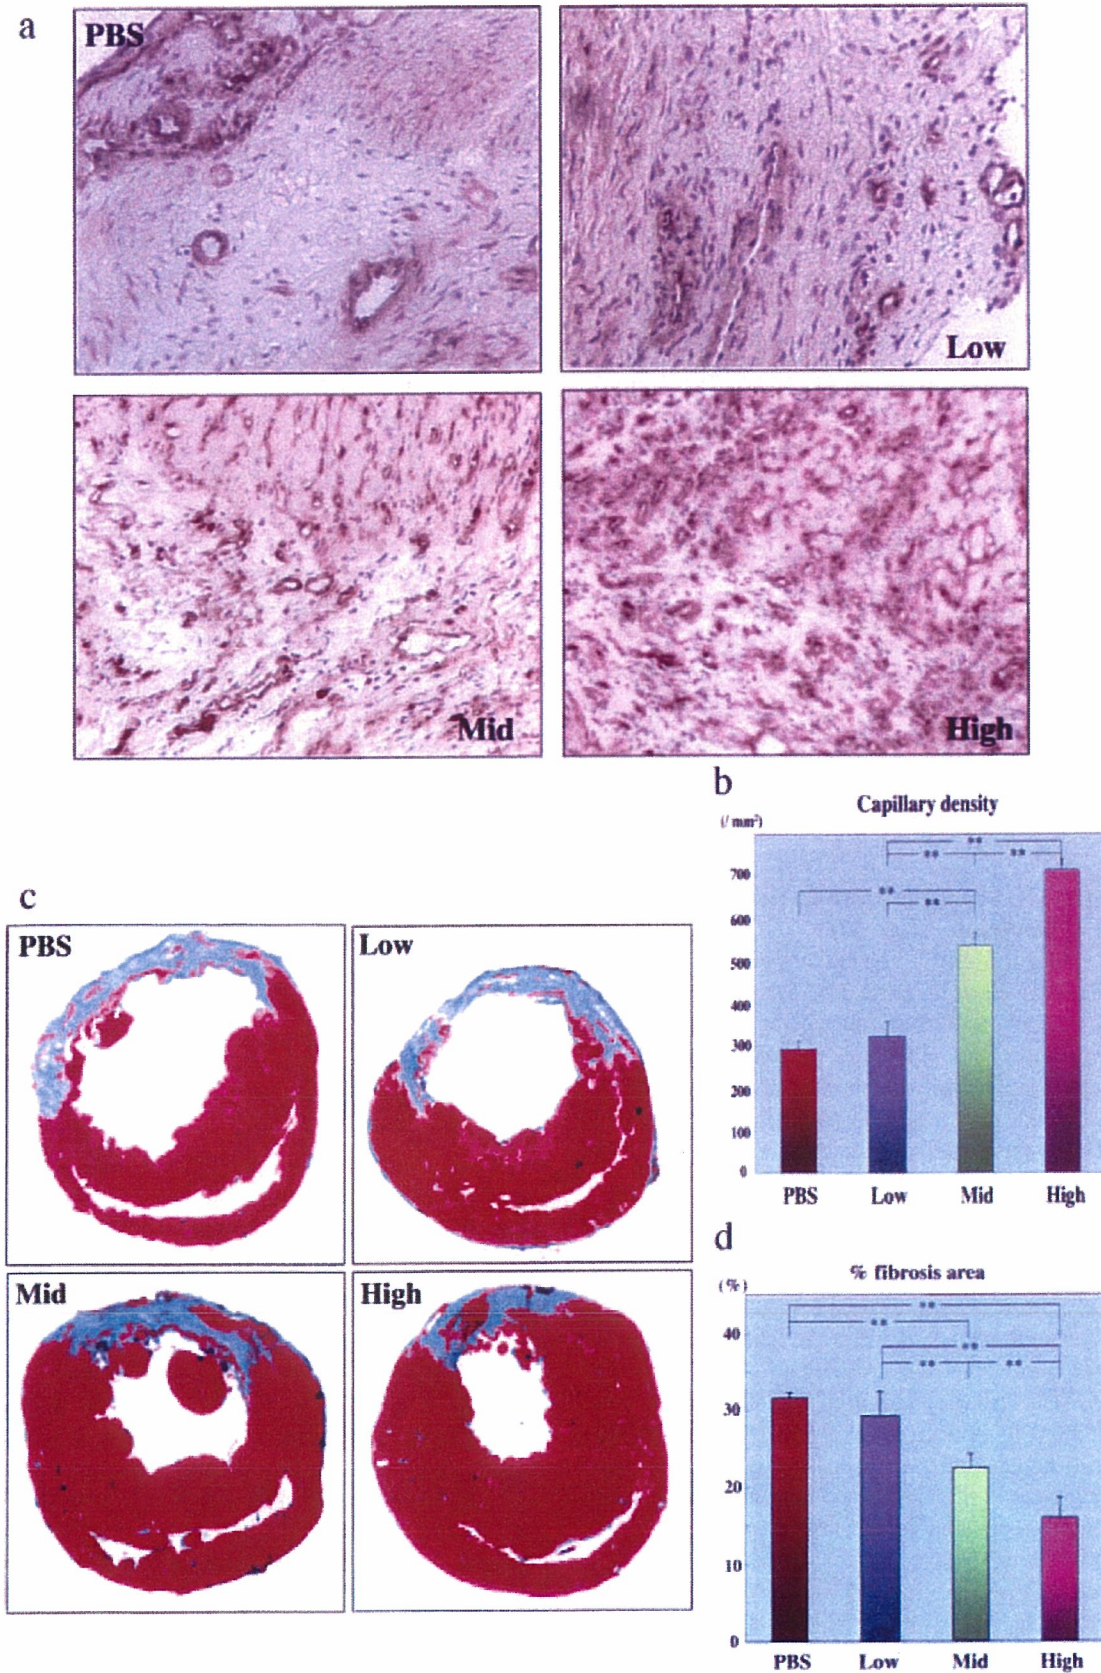 a
PBS
Low
Mid
High
b
Capillary density
(/ mm²)
700
600
500
400
300
200
100
0
** **
** **
**
PBS Low Mid High
c
PBS
Low
Mid
High
d
% fibrosis area
(%)
40
30
20
10
0
**
**
**
** **
PBS Low Mid High